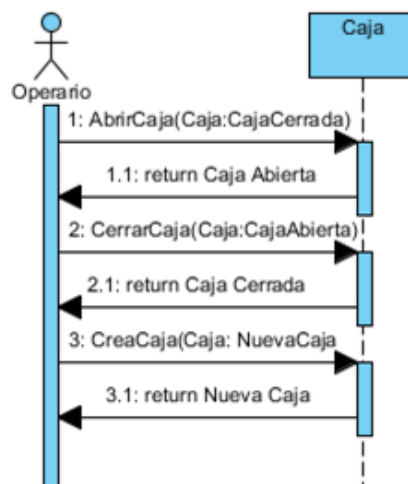 Caja
Operario
1: AbrirCaja(Caja:CajaCerrada)
1.1: return Caja Abierta
2: CerrarCaja(Caja:CajaAbierta)
2.1: return Caja Cerrada
3: CreaCaja(Caja: NuevaCaja
3.1: return Nueva Caja